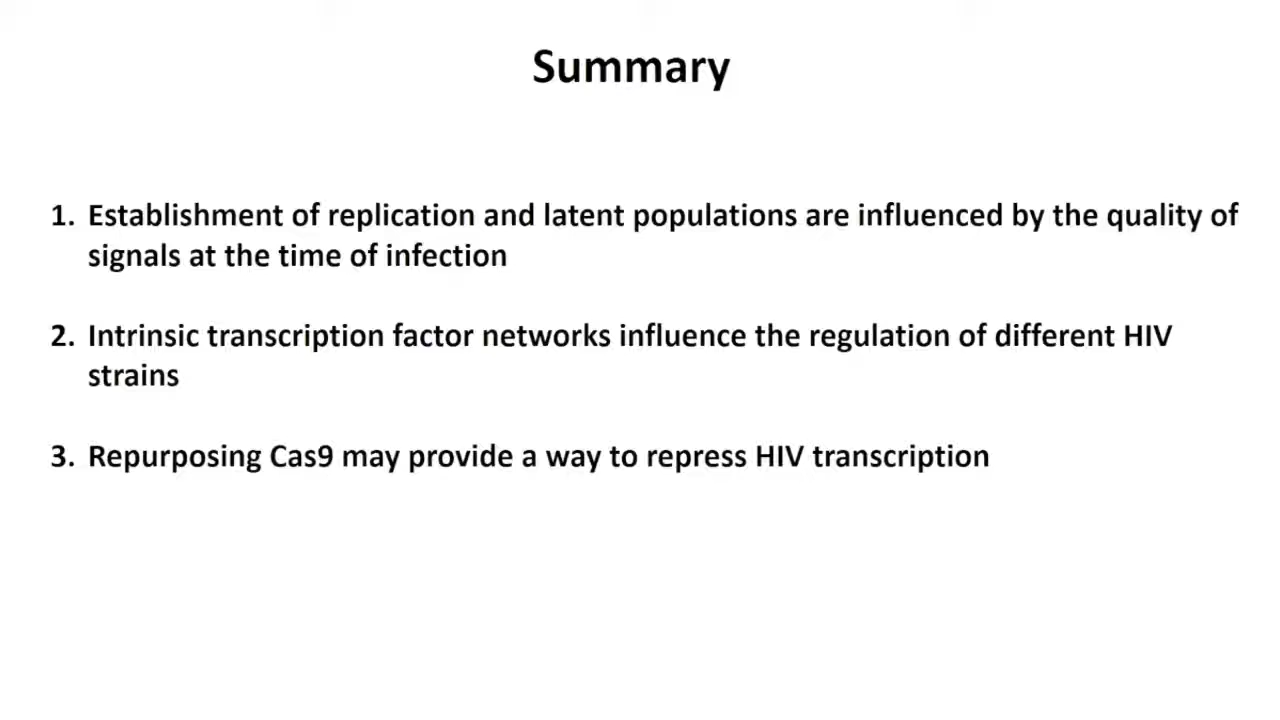 Summary
1. Establishment of replication and latent populations are influenced by the quality of
signals at the time of infection
2. Intrinsic transcription factor networks influence the regulation of different HIV
strains
3. Repurposing Cas9 may provide a way to repress HIV transcription